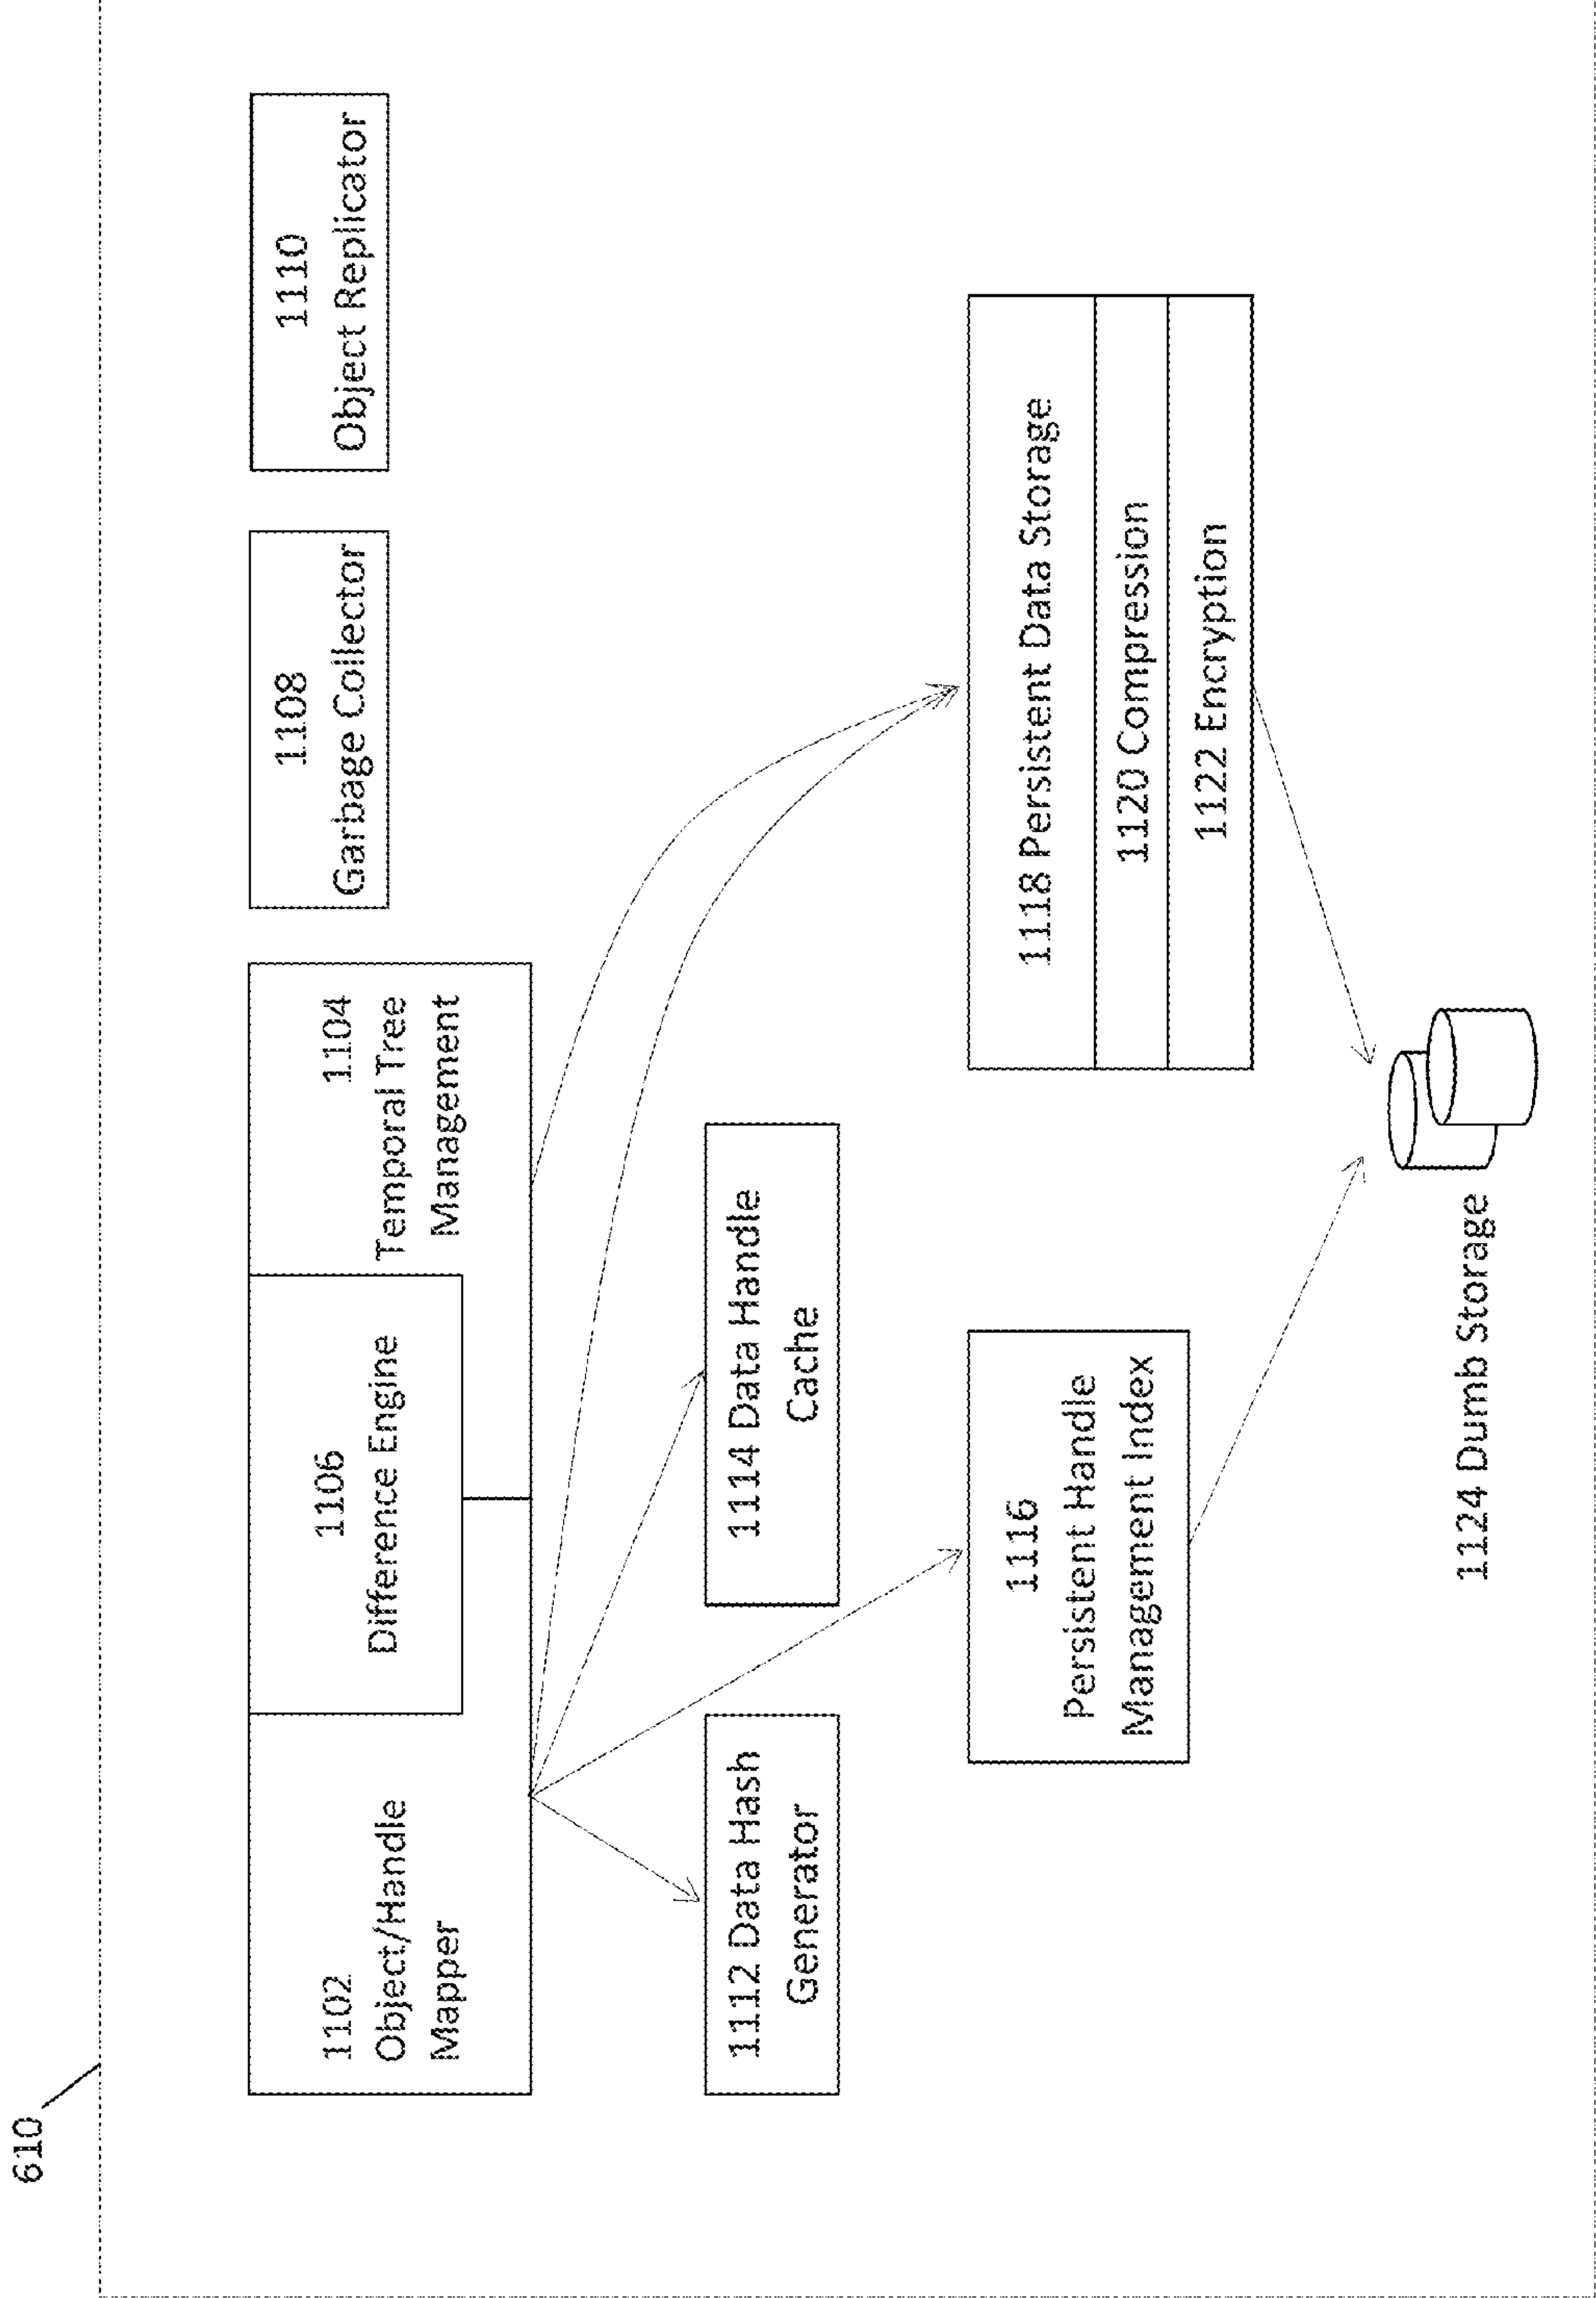 610
1102
Object/Handle
Mapper
1106
Difference Engine
1104
Temporal Tree
Management
1108
Garbage Collector
1110
Object Replicator
1112 Data Hash
Generator
1114 Data Handle
Cache
1116
Persistent Handle
Management Index
1118 Persistent Data Storage
1120 Compression
1122 Encryption
1124 Dumb Storage